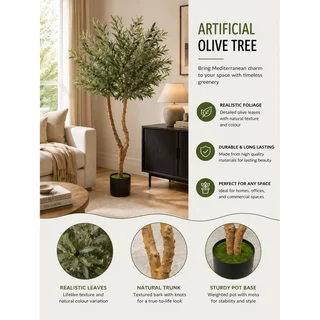 ARTIFICIAL
OLIVE TREE
Bring Mediterranean charm
to your space with timeless
greenery
REALISTIC FOLIAGE
Detailed olive leaves
with natural texture
and colour
DURABLE & LONG LASTING
Made from high quality
materials for lasting beauty
PERFECT FOR ANY SPACE
Ideal for homes, offices,
and commercial spaces
REALISTIC LEAVES
Lifelike texture and
natural colour variation
NATURAL TRUNK
Textured bark with knots
for a true-to-life look
STURDY POT BASE
Weighted pot with moss
for stability and style